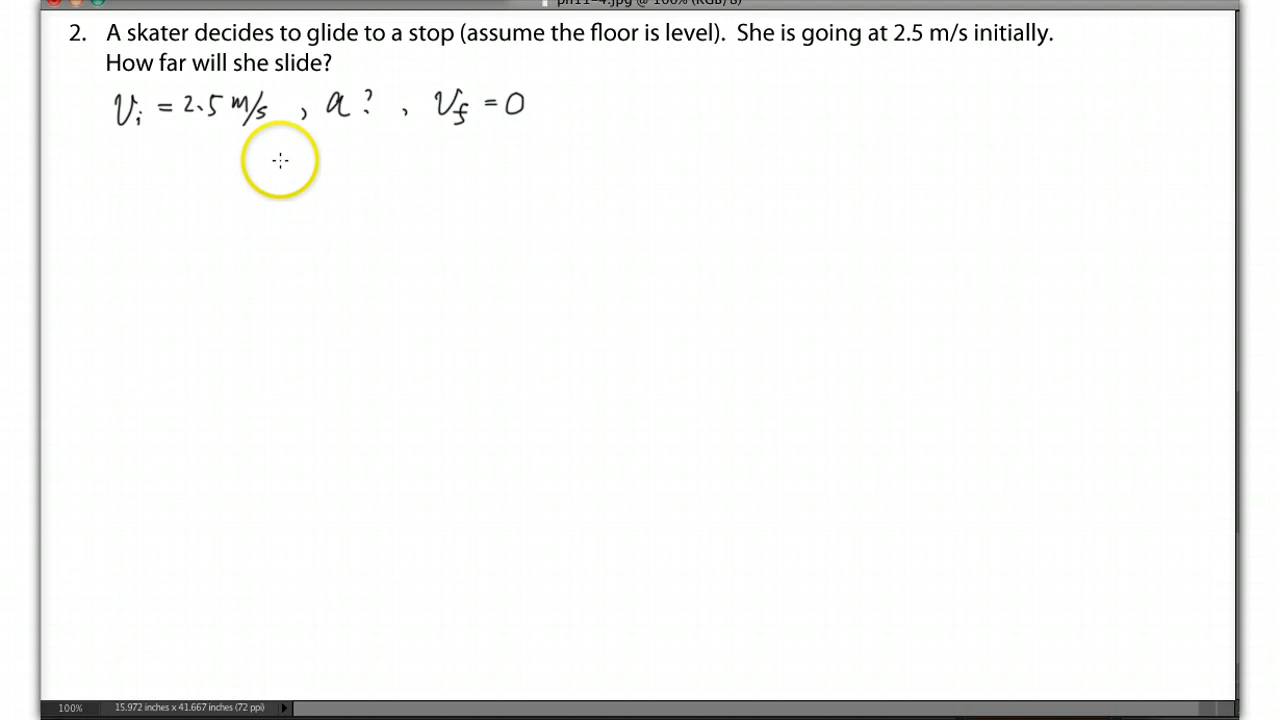 2. A skater decides to glide to a stop (assume the floor is level). She is going at 2.5 m/s initially.
How far will she slide?
Vi = 2.5 m/s , a ? , Vf = 0
100% 15.972 inches x 41.667 inches (72 ppi)